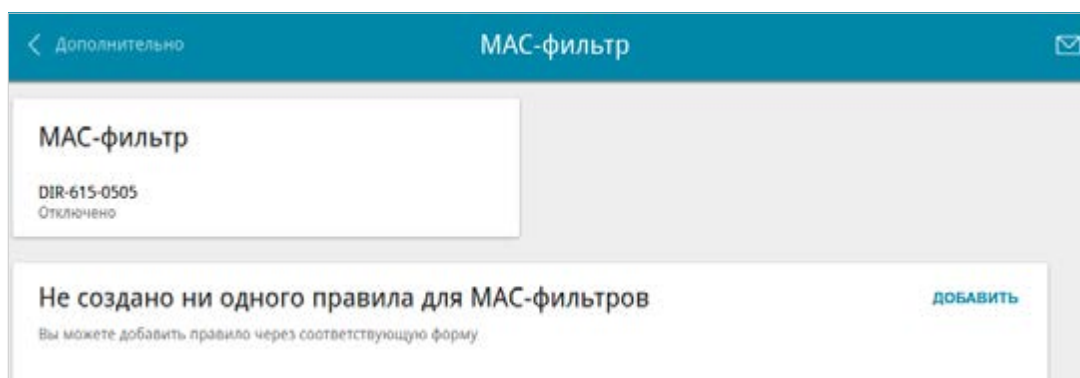 Дополнительно
MAC-фильтр
MAC-фильтр
DIR-615-0505
Отключено
Не создано ни одного правила для MAC-фильтров
ДОБАВИТЬ
Вы можете добавить правило через соответствующую форму